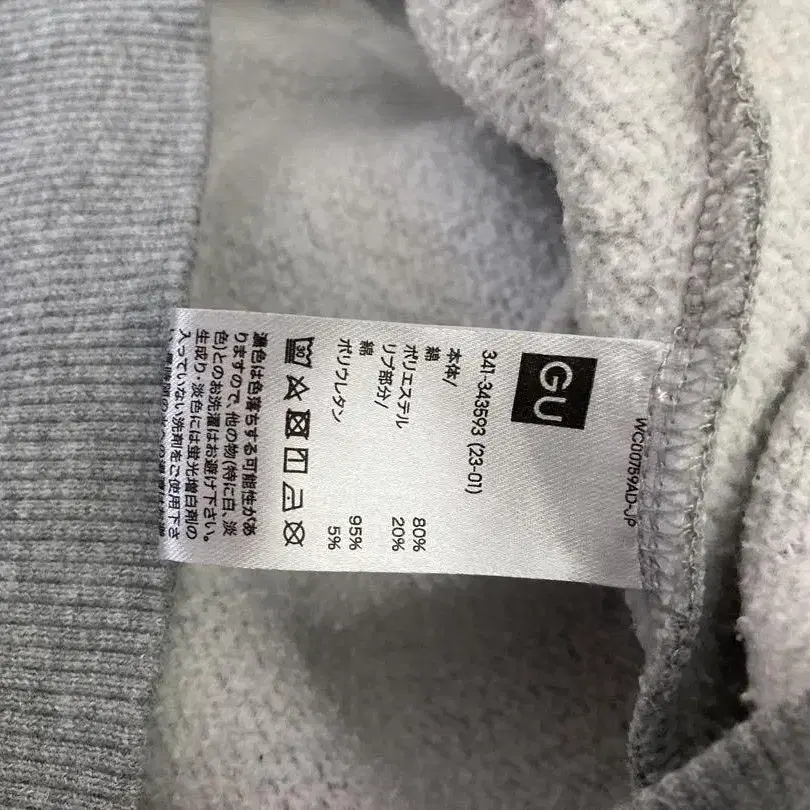 WC00759AD-JP
GU
341-343593 (23-01)
本体/
綿 80%
ポリエステル 20%
リブ部分/
綿 95%
ポリウレタン 5%
30
濃色は色落ちする可能性があ
りますので、他の物(特に白、淡
色)とのお洗濯はお避け下さい。
生成り・淡色には蛍光増白剤の
入っていない洗剤をご使用下さ